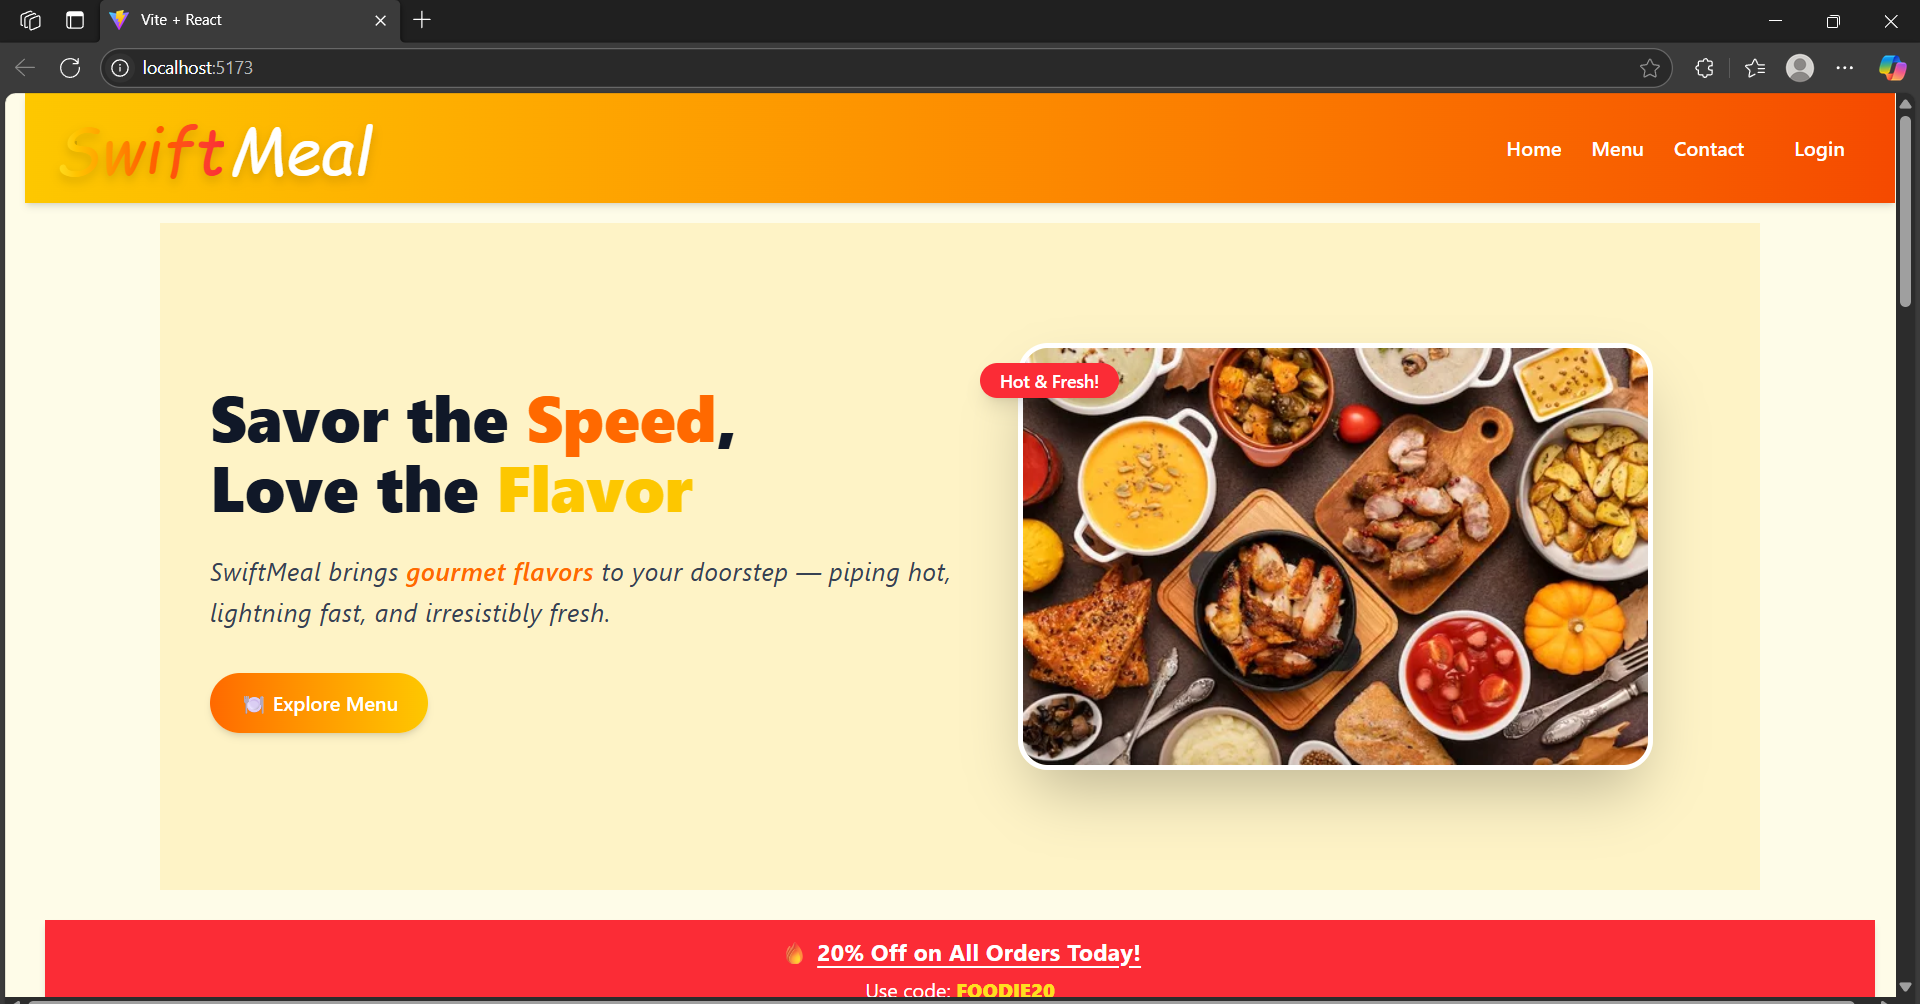 Vite + React
localhost:5173
SwiftMeal
Home Menu Contact Login
Hot & Fresh!
Savor the Speed,
Love the Flavor
SwiftMeal brings gourmet flavors to your doorstep — piping hot,
lightning fast, and irresistibly fresh.
🍽️ Explore Menu
🔥 20% Off on All Orders Today!
Use code: FOODIE20